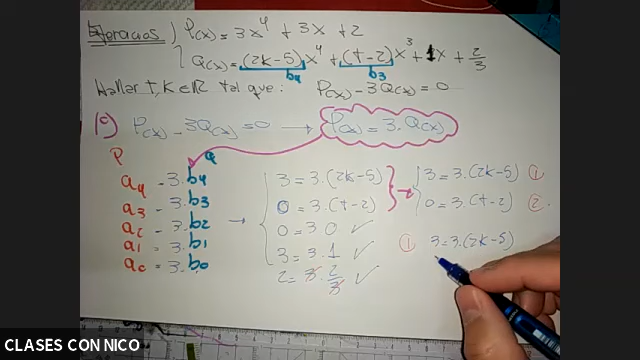 P(x) = 3x⁴ + 3x + 2
Q(x) = (2k-5)x⁴ + (t-2)x³ + 1x + 2/3
b4 b3
Hallar t, k ∈ ℝ tal que: P(x) - 3Q(x) = 0
P(x) - 3Q(x) = 0 → P(x) = 3.Q(x)
P Q
a4 = 3.b4
a3 = 3.b3
a2 = 3.b2
a1 = 3.b1
a0 = 3.b0
→
3 = 3.(2k-5)
0 = 3.(t-2)
0 = 3.0 ✓
3 = 3.1 ✓
2 = 3.2/3 ✓
→
3 = 3.(2k-5) ①
0 = 3.(t-2) ②
① 3 = 3.(2k-5)
CLASES CON NICO